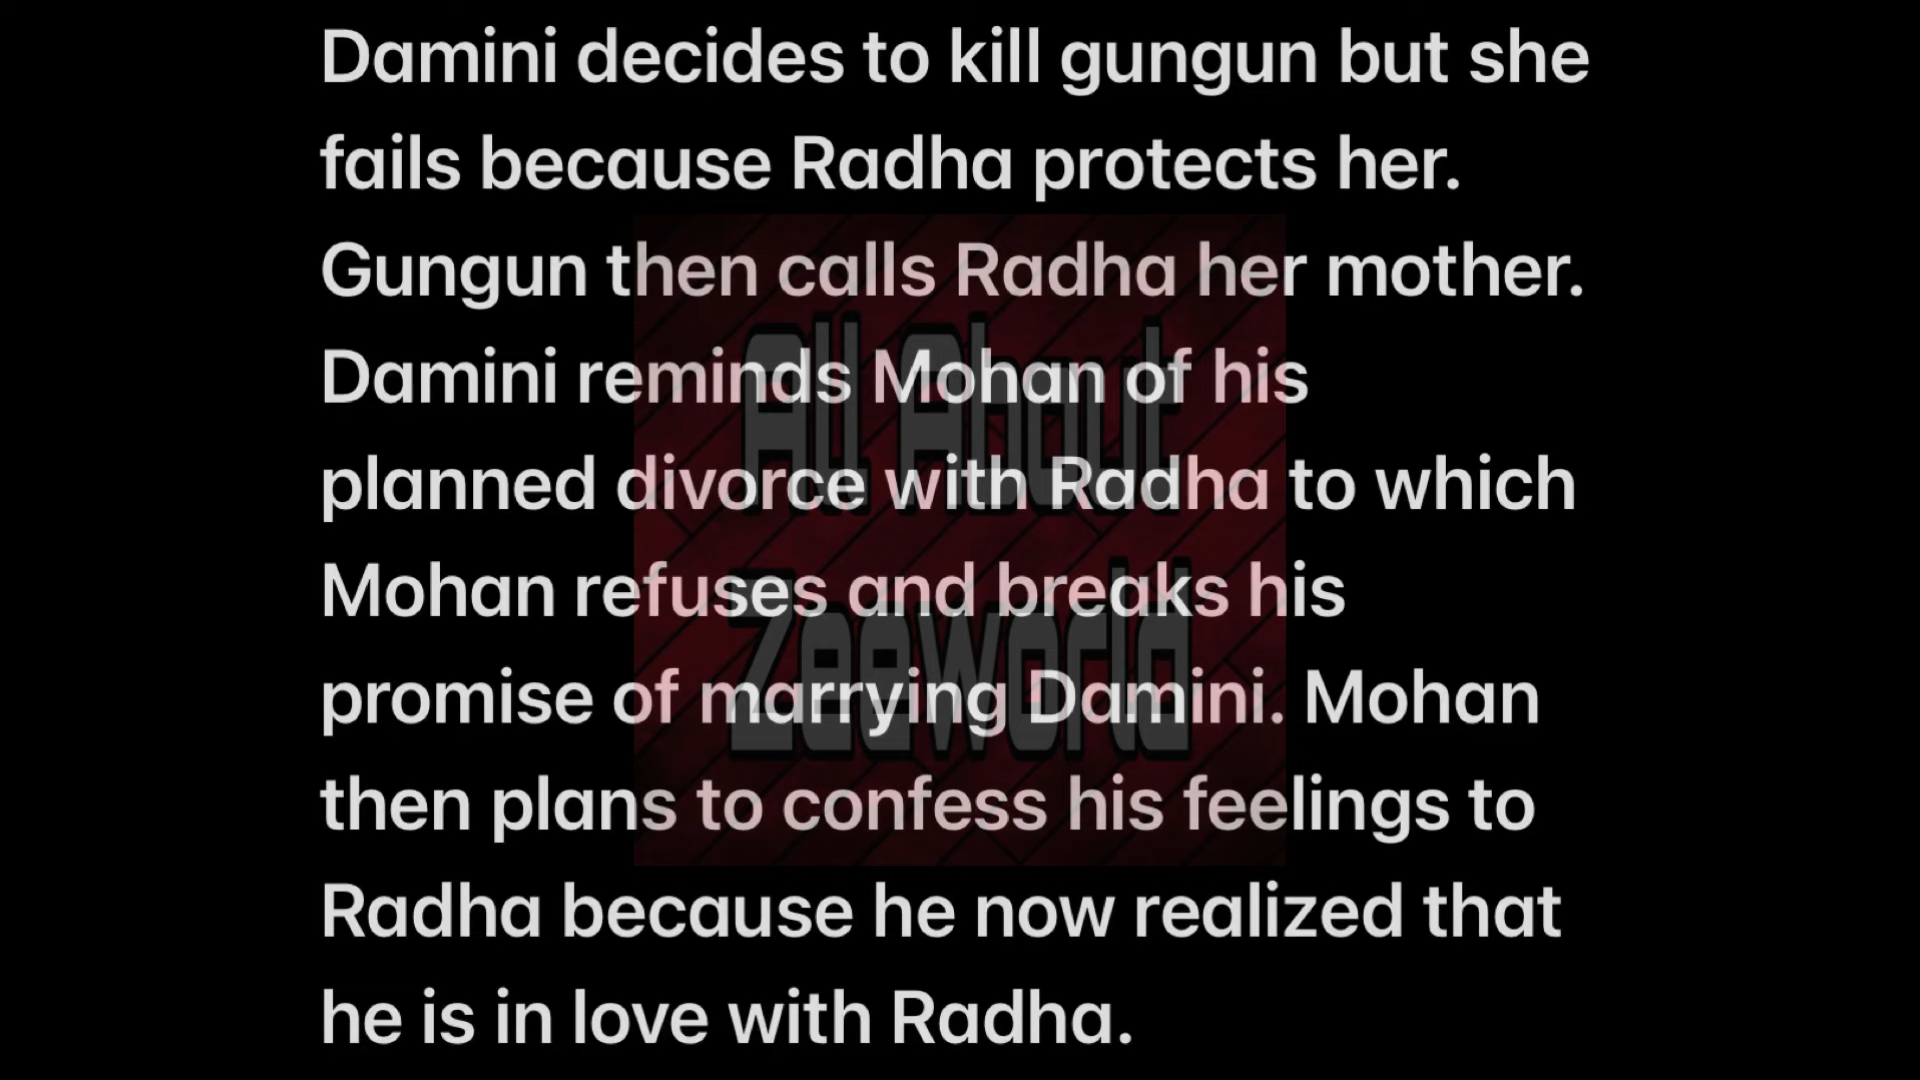 Damini decides to kill gungun but she
fails because Radha protects her.
Gungun then calls Radha her mother.
Damini reminds Mohan of his
planned divorce with Radha to which
Mohan refuses and breaks his
promise of marrying Damini. Mohan
then plans to confess his feelings to
Radha because he now realized that
he is in love with Radha.
All About
Zeeworld